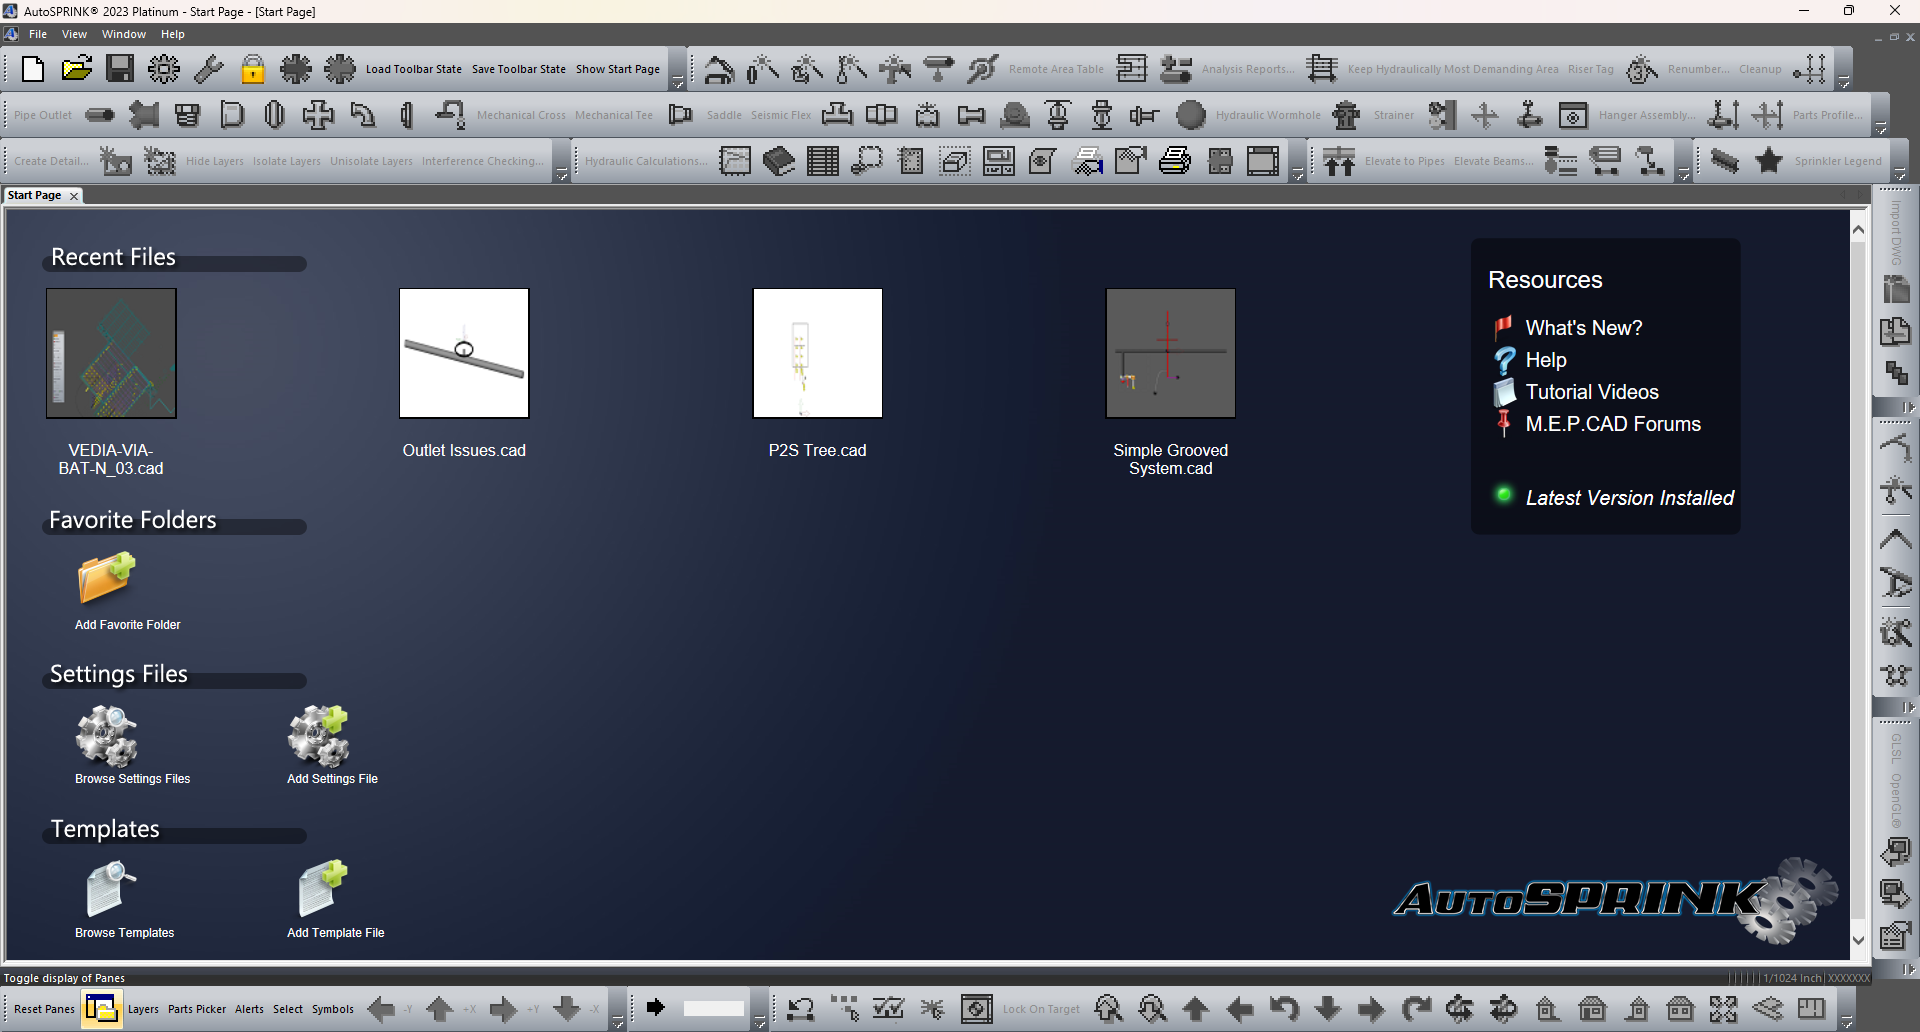 AutoSPRINK® 2023 Platinum - Start Page - [Start Page]
File View Window Help
Load Toolbar State Save Toolbar State Show Start Page Remote Area Table Analysis Reports... Keep Hydraulically Most Demanding Area Riser Tag Renumber... Cleanup
Pipe Outlet Mechanical Cross Mechanical Tee Saddle Seismic Flex Hydraulic Wormhole Strainer Hanger Assembly... Parts Profile...
Create Detail... Hide Layers Isolate Layers Unisolate Layers Interference Checking... Hydraulic Calculations... Elevate to Pipes Elevate Beams... Sprinkler Legend
Start Page
Import DWG
Recent Files
VEDIA-VIA-
BAT-N_03.cad
Outlet Issues.cad
P2S Tree.cad
Simple Grooved
System.cad
Resources
What's New?
Help
Tutorial Videos
M.E.P.CAD Forums
Latest Version Installed
Favorite Folders
Add Favorite Folder
Settings Files
Browse Settings Files
Add Settings File
GLSL OpenGL®
Templates
Browse Templates
Add Template File
AUTOSPRINK
Toggle display of Panes
1/1024 Inch XXXXXXX
Reset Panes Layers Parts Picker Alerts Select Symbols -Y +X +Y -X Lock On Target